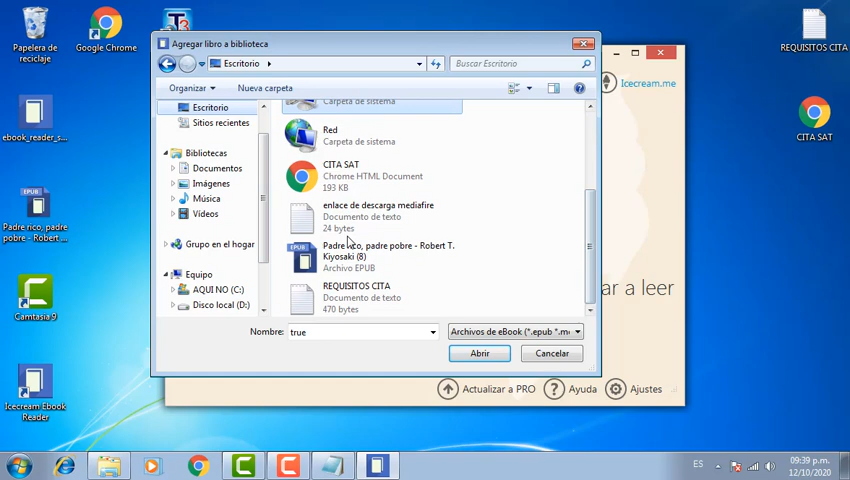 Papelera de
reciclaje
Google Chrome
ebook_reader_s...
EPUB
Padre rico, padre
pobre - Robert ...
Camtasia 9
Icecream Ebook
Reader
REQUISITOS CITA
CITA SAT
Icecream.me
Agregar libro a biblioteca
Escritorio
Buscar Escritorio
Organizar
Nueva carpeta
Escritorio
Sitios recientes
Bibliotecas
Documentos
Imágenes
Música
Vídeos
Grupo en el hogar
Equipo
AQUI NO (C:)
Disco local (D:)
Carpeta de sistema
Red
Carpeta de sistema
CITA SAT
Chrome HTML Document
193 KB
enlace de descarga mediafire
Documento de texto
24 bytes
EPUB
Padre rico, padre pobre - Robert T.
Kiyosaki (8)
Archivo EPUB
REQUISITOS CITA
Documento de texto
470 bytes
Nombre:
true
Archivos de eBook (*.epub *.m
Abrir
Cancelar
ar a leer
Actualizar a PRO
Ayuda
Ajustes
ES
09:39 p.m.
12/10/2020